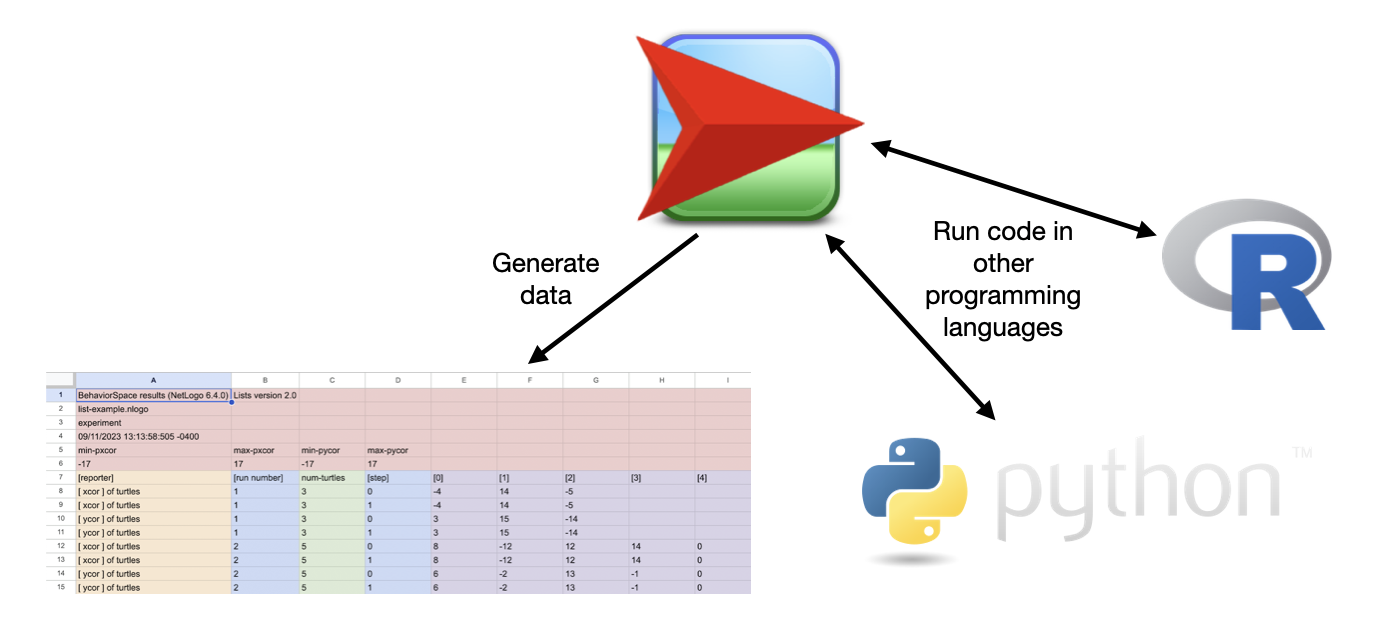 Generate
data
Run code in
other
programming
languages
R
python TM
A B C D E F G H I
1 BehaviorSpace results (NetLogo 6.4.0) Lists version 2.0
2 list-example.nlogo
3 experiment
4 09/11/2023 13:13:58:505 -0400
5 min-pxcor max-pxcor min-pycor max-pycor
6 -17 17 -17 17
7 [reporter] [run number] num-turtles [step] [0] [1] [2] [3] [4]
8 [ xcor ] of turtles 1 3 0 -4 14 -5
9 [ xcor ] of turtles 1 3 1 -4 14 -5
10 [ ycor ] of turtles 1 3 0 3 15 -14
11 [ ycor ] of turtles 1 3 1 3 15 -14
12 [ xcor ] of turtles 2 5 0 8 -12 12 14 0
13 [ xcor ] of turtles 2 5 1 8 -12 12 14 0
14 [ ycor ] of turtles 2 5 0 6 -2 13 -1 0
15 [ ycor ] of turtles 2 5 1 6 -2 13 -1 0